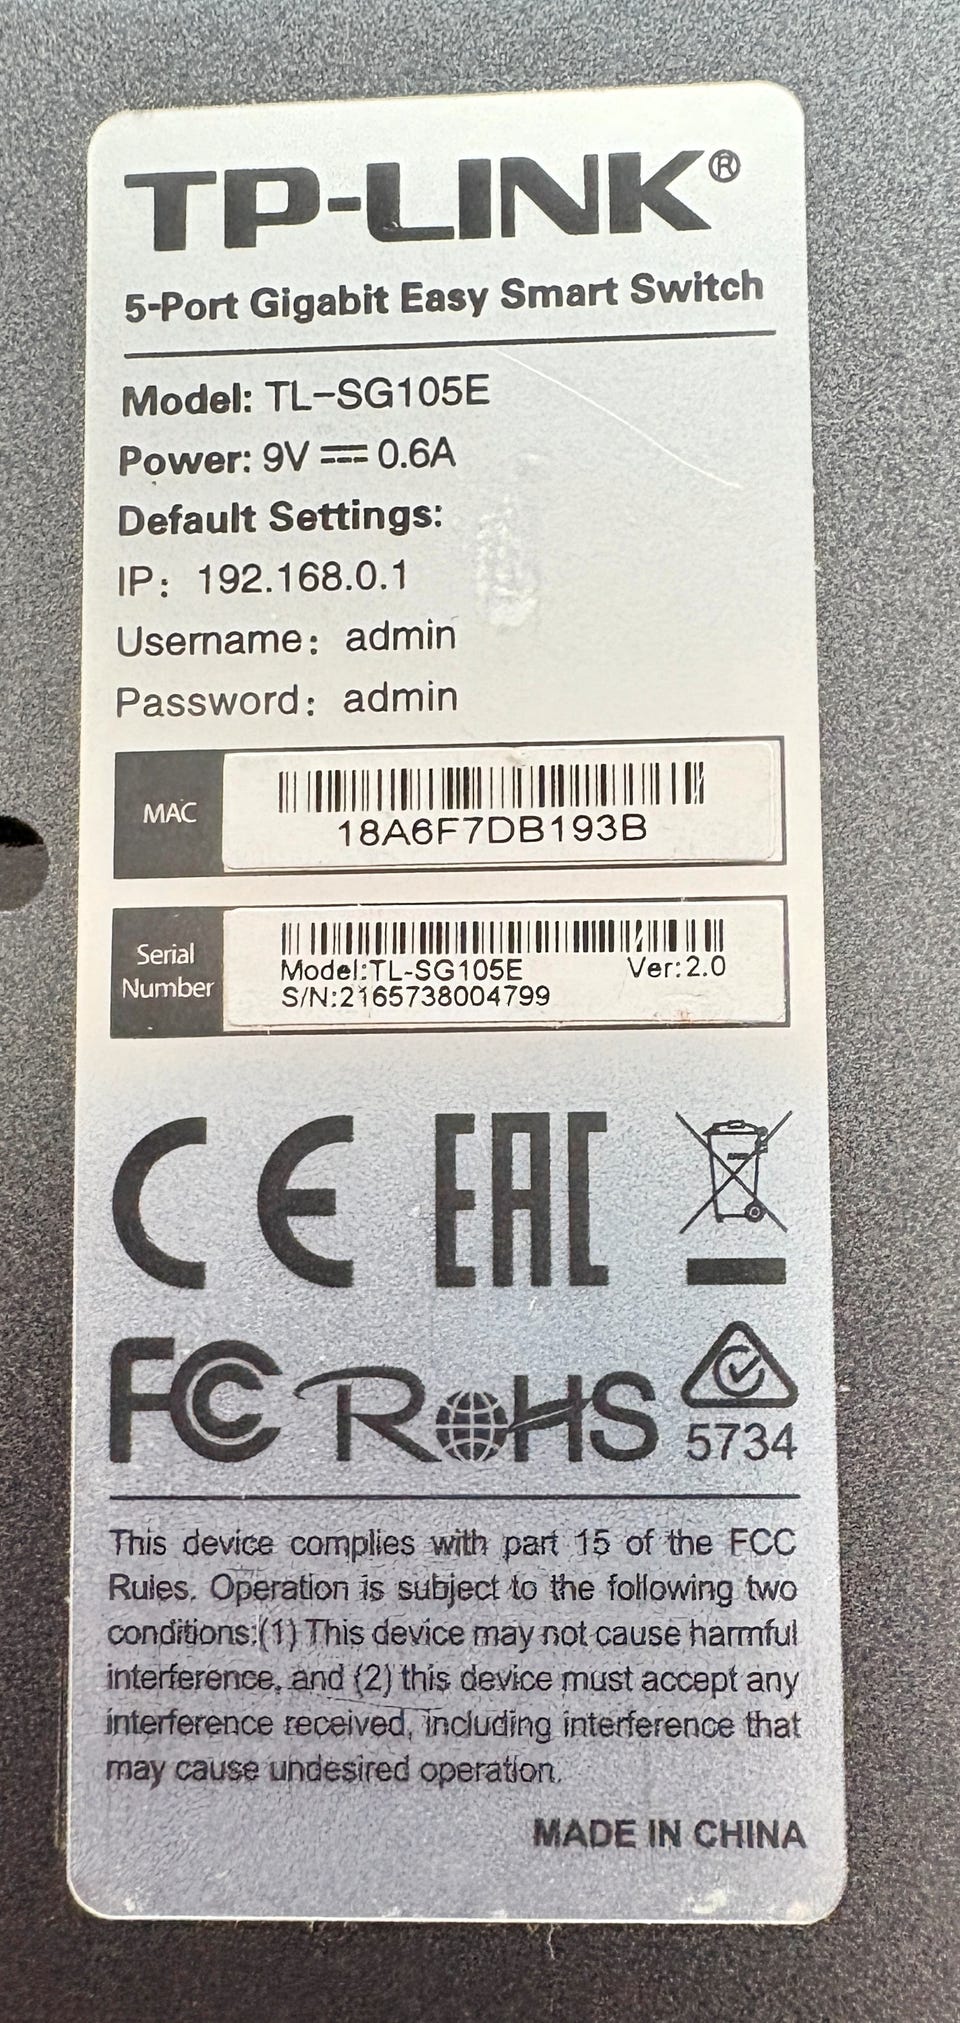 TP-LINK®
5-Port Gigabit Easy Smart Switch
Model: TL-SG105E
Power: 9V ⎓ 0.6A
Default Settings:
IP: 192.168.0.1
Username: admin
Password: admin
MAC
18A6F7DB193B
Serial
Number
Model:TL-SG105E Ver:2.0
S/N:2165738004799
CE EAC
FC RoHS
5734
This device complies with part 15 of the FCC
Rules. Operation is subject to the following two
conditions:(1) This device may not cause harmful
interference, and (2) this device must accept any
interference received, including interference that
may cause undesired operation.
MADE IN CHINA